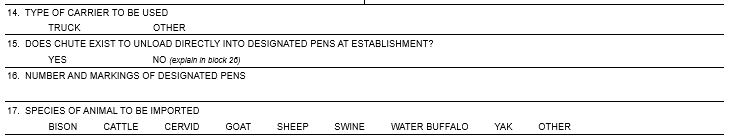 14. TYPE OF CARRIER TO BE USED
TRUCK OTHER
15. DOES CHUTE EXIST TO UNLOAD DIRECTLY INTO DESIGNATED PENS AT ESTABLISHMENT?
YES NO (explain in block 26)
16. NUMBER AND MARKINGS OF DESIGNATED PENS
17. SPECIES OF ANIMAL TO BE IMPORTED
BISON CATTLE CERVID GOAT SHEEP SWINE WATER BUFFALO YAK OTHER